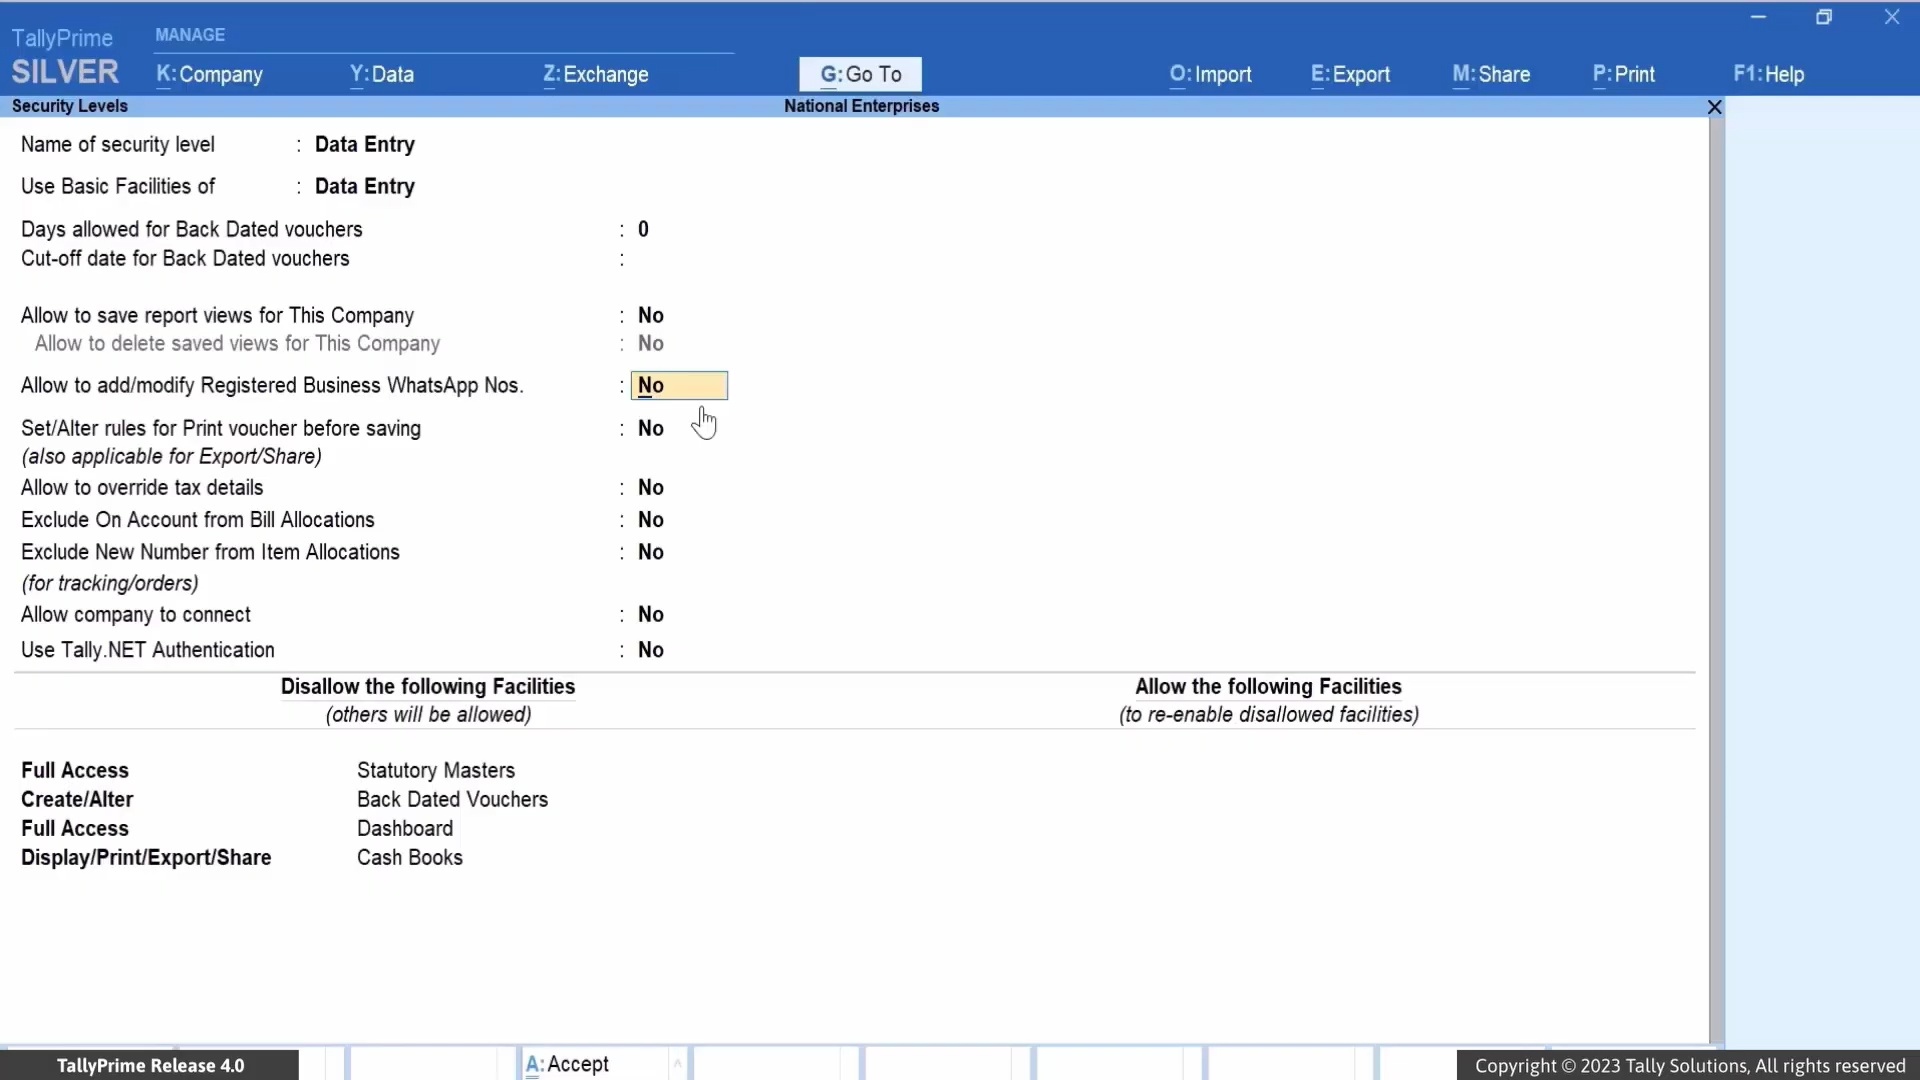 TallyPrime
SILVER
MANAGE
K:Company Y:Data Z:Exchange G:Go To O:Import E:Export M:Share P:Print F1:Help
Security Levels National Enterprises
Name of security level : Data Entry
Use Basic Facilities of : Data Entry
Days allowed for Back Dated vouchers : 0
Cut-off date for Back Dated vouchers :
Allow to save report views for This Company : No
Allow to delete saved views for This Company : No
Allow to add/modify Registered Business WhatsApp Nos. : No
Set/Alter rules for Print voucher before saving : No
(also applicable for Export/Share)
Allow to override tax details : No
Exclude On Account from Bill Allocations : No
Exclude New Number from Item Allocations : No
(for tracking/orders)
Allow company to connect : No
Use Tally.NET Authentication : No
Disallow the following Facilities Allow the following Facilities
(others will be allowed) (to re-enable disallowed facilities)
Full Access Statutory Masters
Create/Alter Back Dated Vouchers
Full Access Dashboard
Display/Print/Export/Share Cash Books
A:Accept
TallyPrime Release 4.0 Copyright © 2023 Tally Solutions, All rights reserved